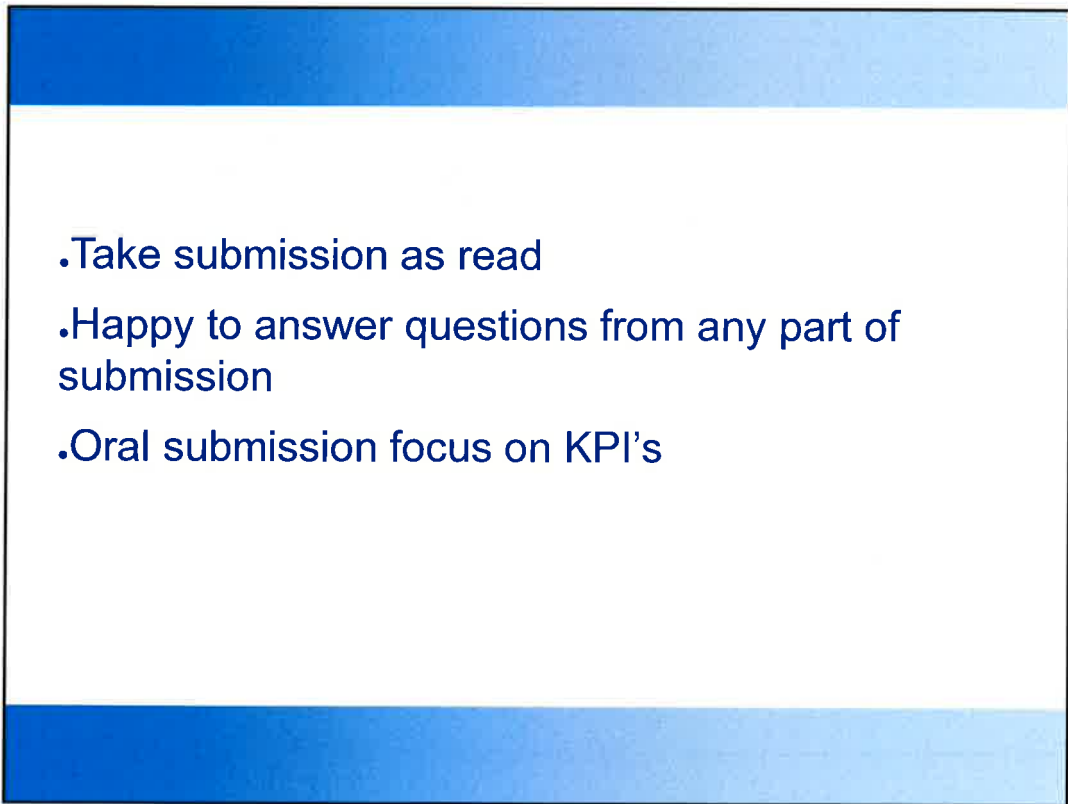 .Take submission as read
.Happy to answer questions from any part of
submission
.Oral submission focus on KPI's